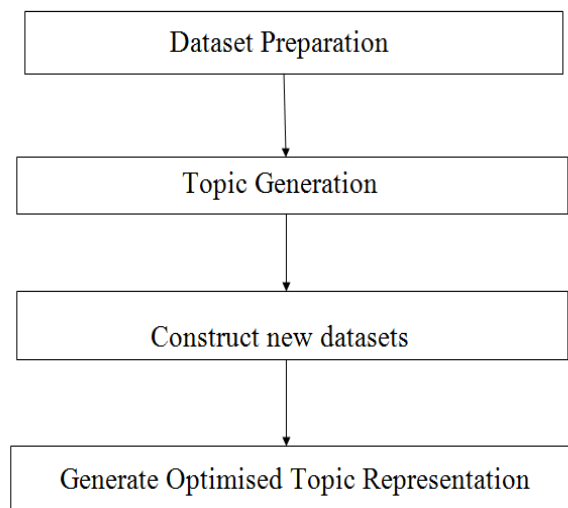 Dataset Preparation
Topic Generation
Construct new datasets
Generate Optimised Topic Representation